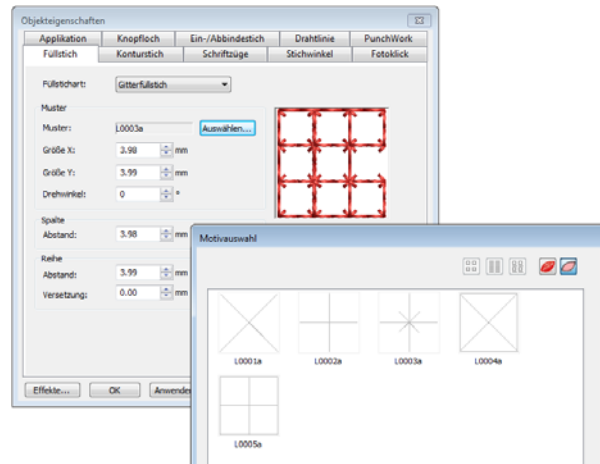 Objekteigenschaften
Applikation Knopfloch Ein-/Abbindestich Drahtlinie PunchWork
Füllstich Konturstich Schriftzüge Stichwinkel Fotoklick
Füllstichart: Gitterfüllstich
Muster
Muster: L0003a Auswählen...
Größe X: 3.98 mm
Größe Y: 3.99 mm
Drehwinkel: 0 °
Spalte
Abstand: 3.98 mm
Reihe
Abstand: 3.99 mm
Versetzung: 0.00 mm
Effekte... OK Anwenden
Motivauswahl
L0001a L0002a L0003a L0004a
L0005a